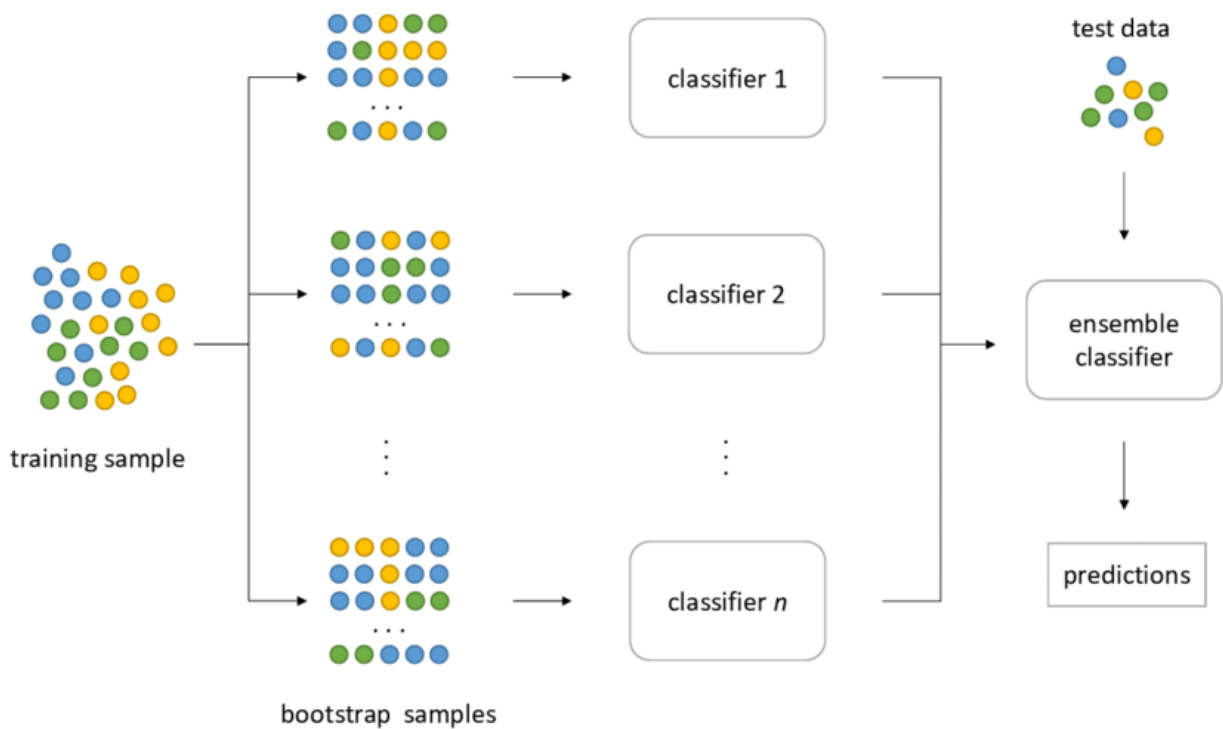 classifier 1
test data
classifier 2
ensemble
classifier
training sample
classifier n
predictions
bootstrap samples